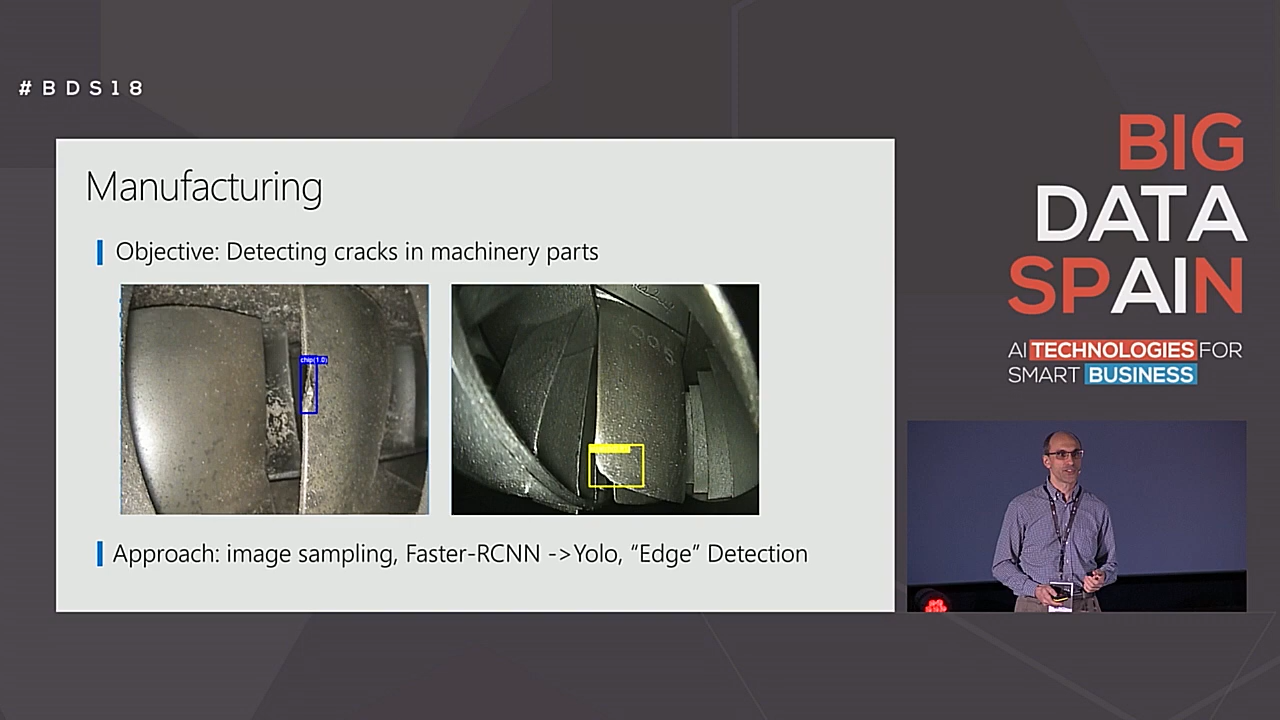 #BDS18
BIG
DATA
SPAIN
AI TECHNOLOGIES FOR
SMART BUSINESS
Manufacturing
Objective: Detecting cracks in machinery parts
chip(1.0)
Approach: image sampling, Faster-RCNN ->Yolo, “Edge” Detection